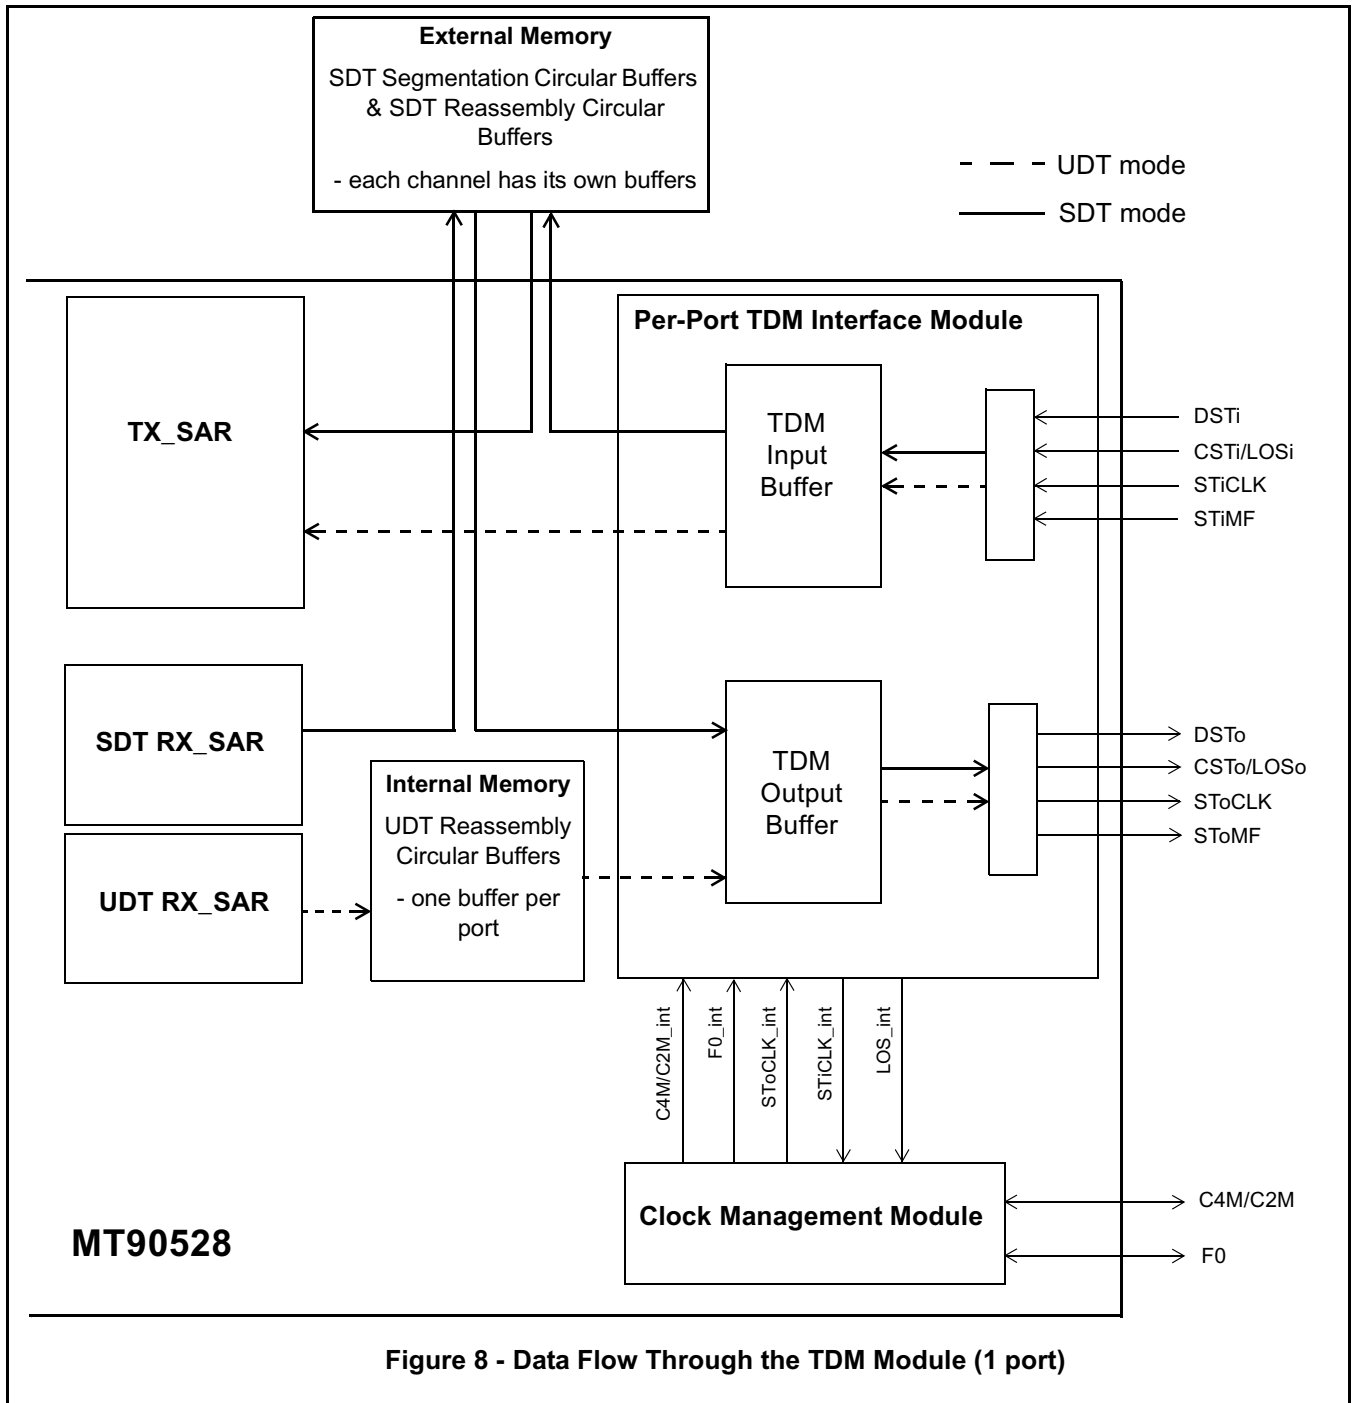 External Memory
SDT Segmentation Circular Buffers
& SDT Reassembly Circular
Buffers
- each channel has its own buffers
UDT mode
SDT mode
Per-Port TDM Interface Module
TX_SAR
TDM
Input
Buffer
DSTi
CSTi/LOSi
STiCLK
STiMF
SDT RX_SAR
UDT RX_SAR
Internal Memory
UDT Reassembly
Circular Buffers
- one buffer per
port
TDM
Output
Buffer
DSTo
CSTo/LOSo
SToCLK
SToMF
C4M/C2M_int
F0_int
SToCLK_int
STiCLK_int
LOS_int
Clock Management Module
C4M/C2M
F0
MT90528
Figure 8 - Data Flow Through the TDM Module (1 port)